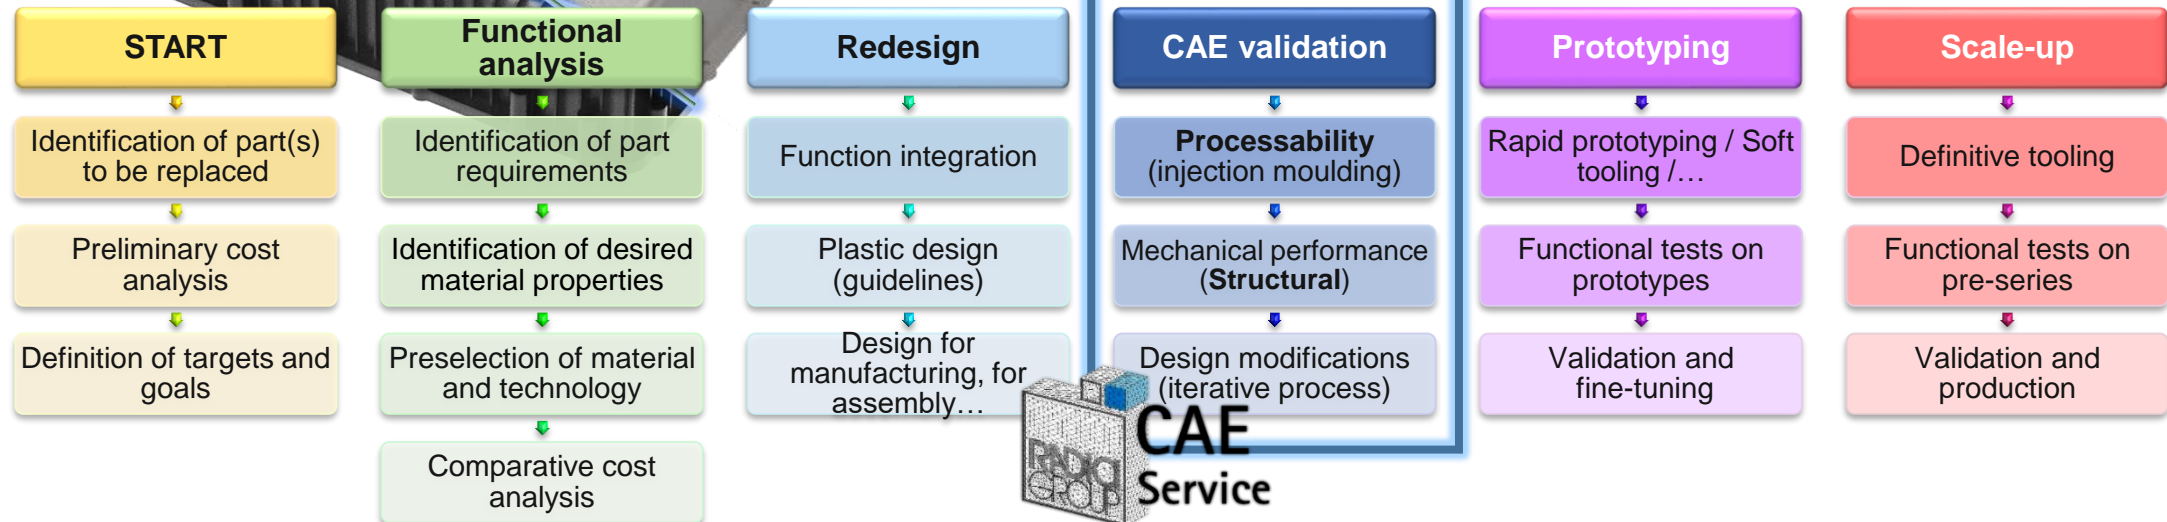 START
Identification of part(s)
to be replaced
Preliminary cost
analysis
Definition of targets and
goals
Functional
analysis
Identification of part
requirements
Identification of desired
material properties
Preselection of material
and technology
Comparative cost
analysis
Redesign
Function integration
Plastic design
(guidelines)
Design for
manufacturing, for
assembly…
CAE validation
Processability
(injection moulding)
Mechanical performance
(Structural)
Design modifications
(iterative process)
RADICI
GROUP
CAE
Service
Prototyping
Rapid prototyping / Soft
tooling /…
Functional tests on
prototypes
Validation and
fine-tuning
Scale-up
Definitive tooling
Functional tests on
pre-series
Validation and
production